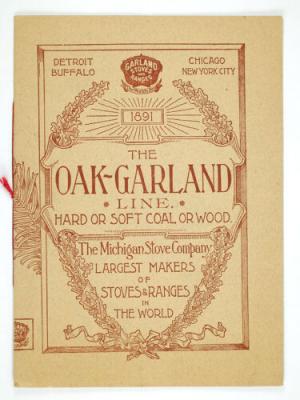 DETROIT
BUFFALO
CHICAGO
NEW YORK CITY
GARLAND
STOVES
AND
RANGES
1891
THE
OAK-GARLAND
LINE.
HARD OR SOFT COAL OR WOOD.
The Michigan Stove Company
LARGEST MAKERS
OF
STOVES & RANGES
IN
THE WORLD